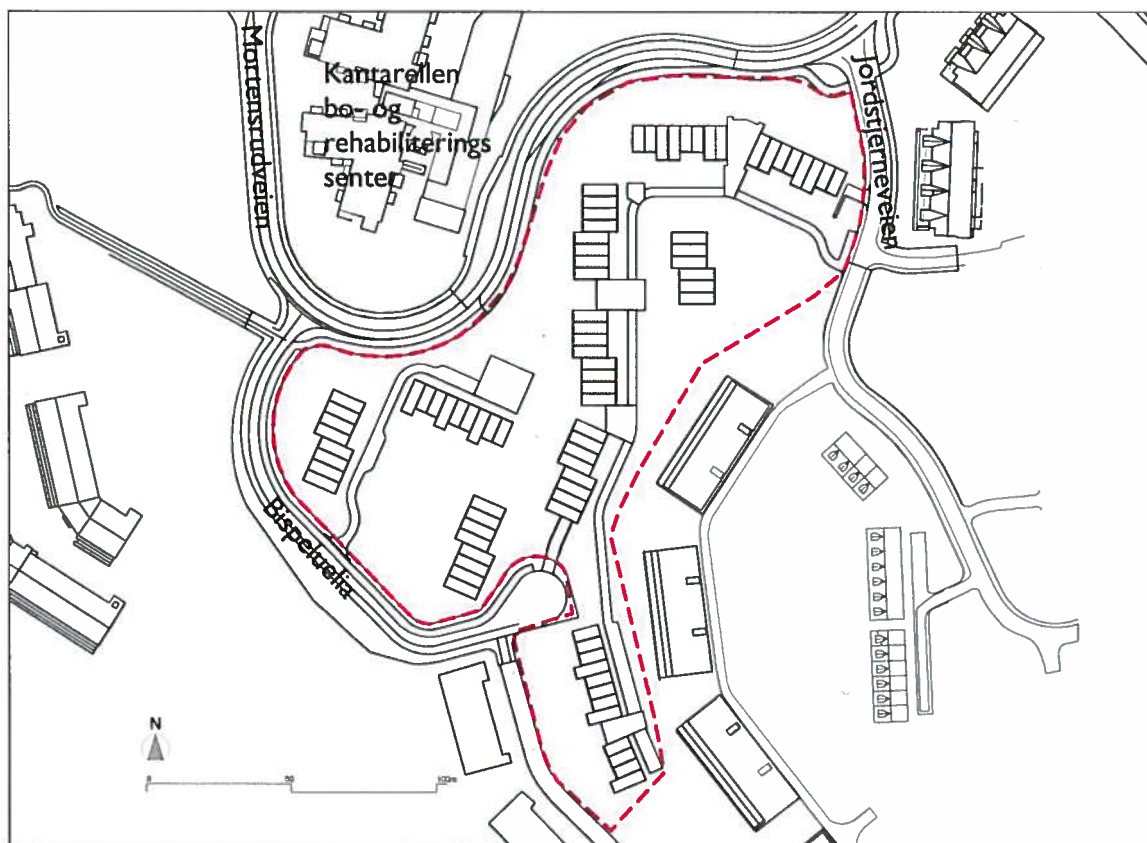 Mortensrudveien
Kantarellen
bo- og
rehabiliterings
senter
Jordstjerneveien
Bispeluelia
N
0 50 100m